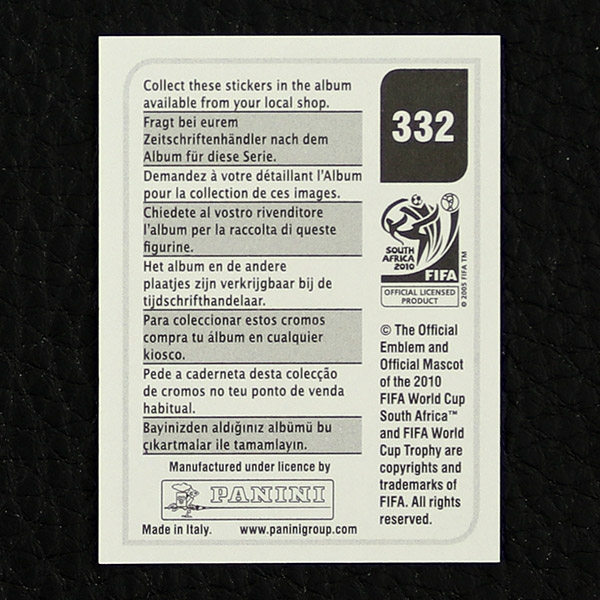 Collect these stickers in the album
available from your local shop.
Fragt bei eurem
Zeitschriftenhändler nach dem
Album für diese Serie.
Demandez à votre détaillant l'Album
pour la collection de ces images.
Chiedete al vostro rivenditore
l'album per la raccolta di queste
figurine.
Het album en de andere
plaatjes zijn verkrijgbaar bij de
tijdschrifthandelaar.
Para coleccionar estos cromos
compra tu álbum en cualquier
kiosco.
Pede a caderneta desta colecção
de cromos no teu ponto de venda
habitual.
Bayinizden aldığınız albümü bu
çıkartmalar ile tamamlayın.
Manufactured under licence by
PANINI
Made in Italy. www.paninigroup.com
332
SOUTH
AFRICA
2010
FIFA
OFFICIAL LICENSED
PRODUCT
© 2005 FIFA TM
© The Official
Emblem and
Official Mascot
of the 2010
FIFA World Cup
South Africa™
and FIFA World
Cup Trophy are
copyrights and
trademarks of
FIFA. All rights
reserved.